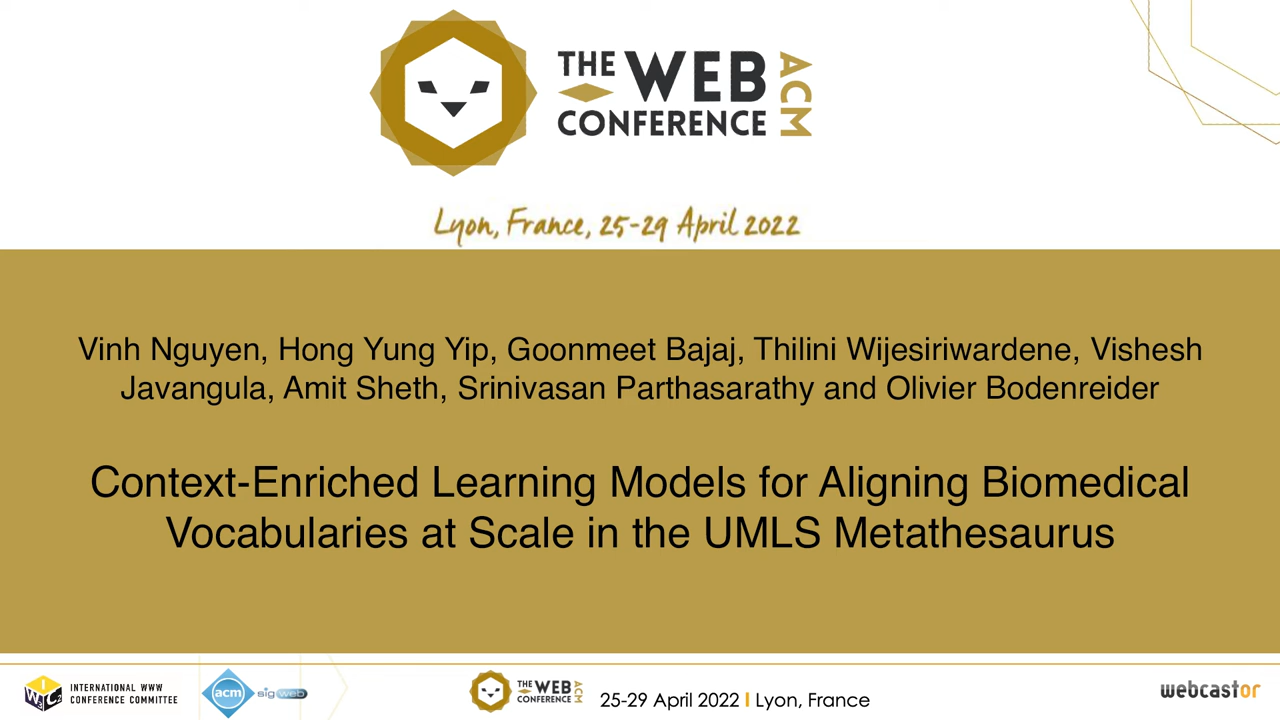 THE WEB
CONFERENCE
ACM
Lyon, France, 25-29 April 2022
Vinh Nguyen, Hong Yung Yip, Goonmeet Bajaj, Thilini Wijesiriwardene, Vishesh
Javangula, Amit Sheth, Srinivasan Parthasarathy and Olivier Bodenreider
Context-Enriched Learning Models for Aligning Biomedical
Vocabularies at Scale in the UMLS Metathesaurus
INTERNATIONAL WWW
CONFERENCE COMMITTEE
acm sigweb
THE WEB
CONFERENCE
ACM
25-29 April 2022 I Lyon, France
webcastor